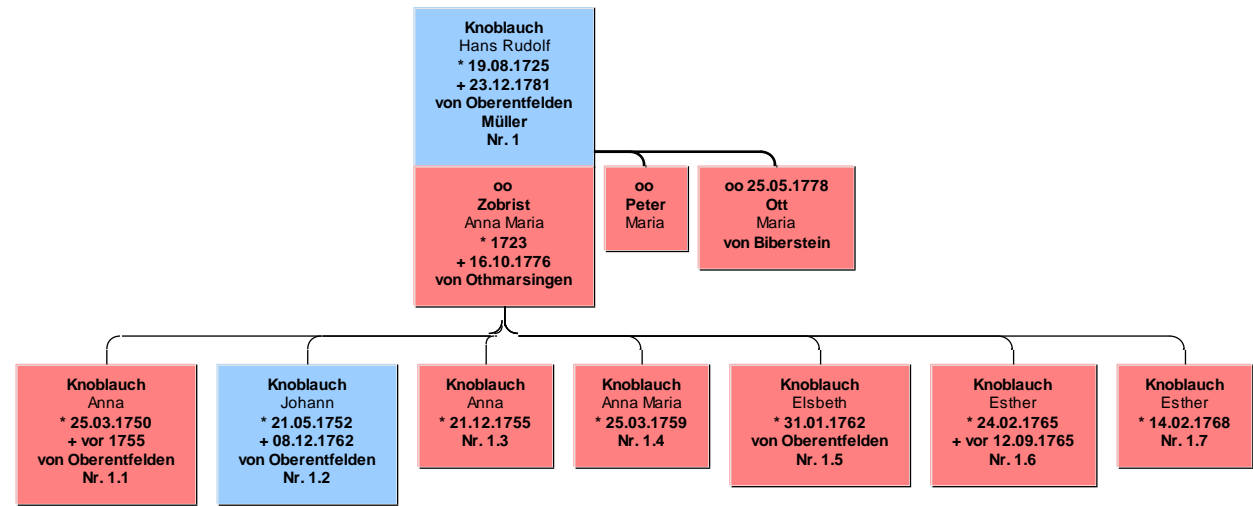 Knoblauch
Hans Rudolf
* 19.08.1725
+ 23.12.1781
von Oberentfelden
Müller
Nr. 1
oo
Zobrist
Anna Maria
* 1723
+ 16.10.1776
von Othmarsingen
oo
Peter
Maria
oo 25.05.1778
Ott
Maria
von Biberstein
Knoblauch
Anna
* 25.03.1750
+ vor 1755
von Oberentfelden
Nr. 1.1
Knoblauch
Johann
* 21.05.1752
+ 08.12.1762
von Oberentfelden
Nr. 1.2
Knoblauch
Anna
* 21.12.1755
Nr. 1.3
Knoblauch
Anna Maria
* 25.03.1759
Nr. 1.4
Knoblauch
Elsbeth
* 31.01.1762
von Oberentfelden
Nr. 1.5
Knoblauch
Esther
* 24.02.1765
+ vor 12.09.1765
Nr. 1.6
Knoblauch
Esther
* 14.02.1768
Nr. 1.7